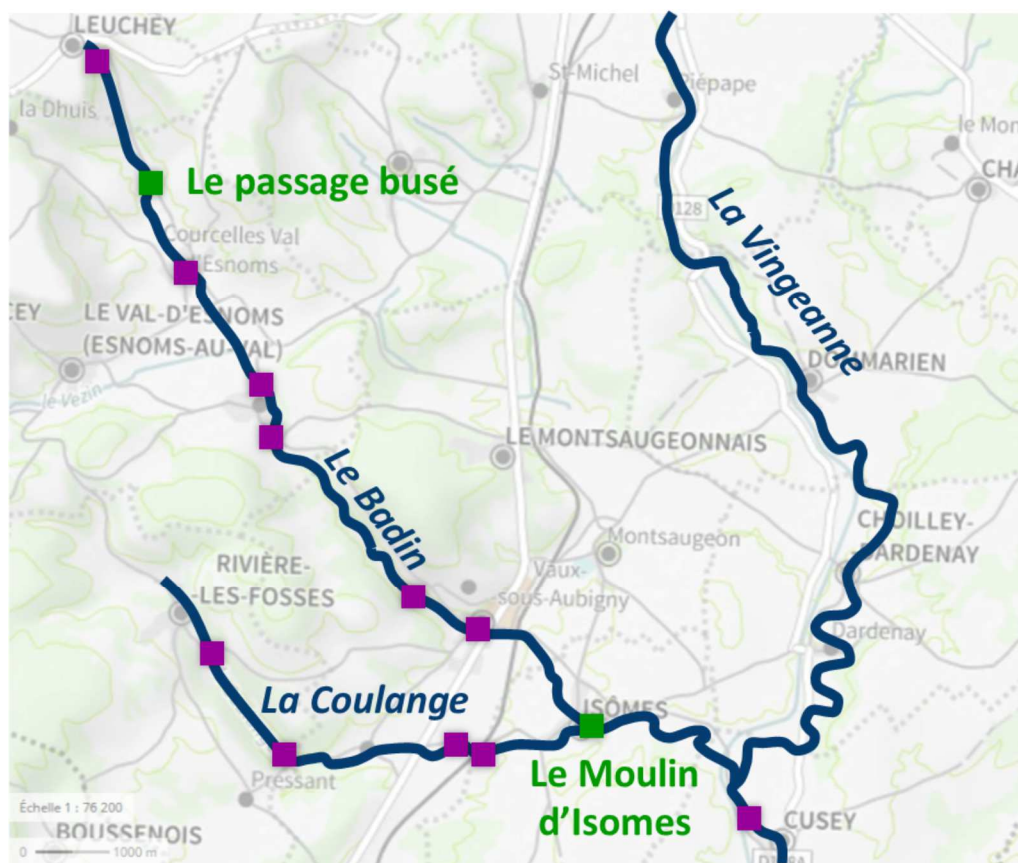 LEUCHEY
St-Michel
Piépape
la Dhuis
le Mon
CHA
Le passage busé
D128
La Vingeanne
Courcelles Val
d'Esnoms
CEY
LE VAL-D'ESNOMS
(ESNOMS-AU-VAL)
DOMMARIEN
le Vezin
LE MONTSAUGEONNAIS
Le Badin
CHOILLEY-
DARDENAY
Montsaugeon
RIVIÈRE-
-LES-FOSSES
Vaux-
sous-Aubigny
Dardenay
La Coulange
ISÔMES
Pressant
Le Moulin
d'Isomes
Échelle 1 : 76 200
BOUSSENOIS
CUSEY
0
1000 m